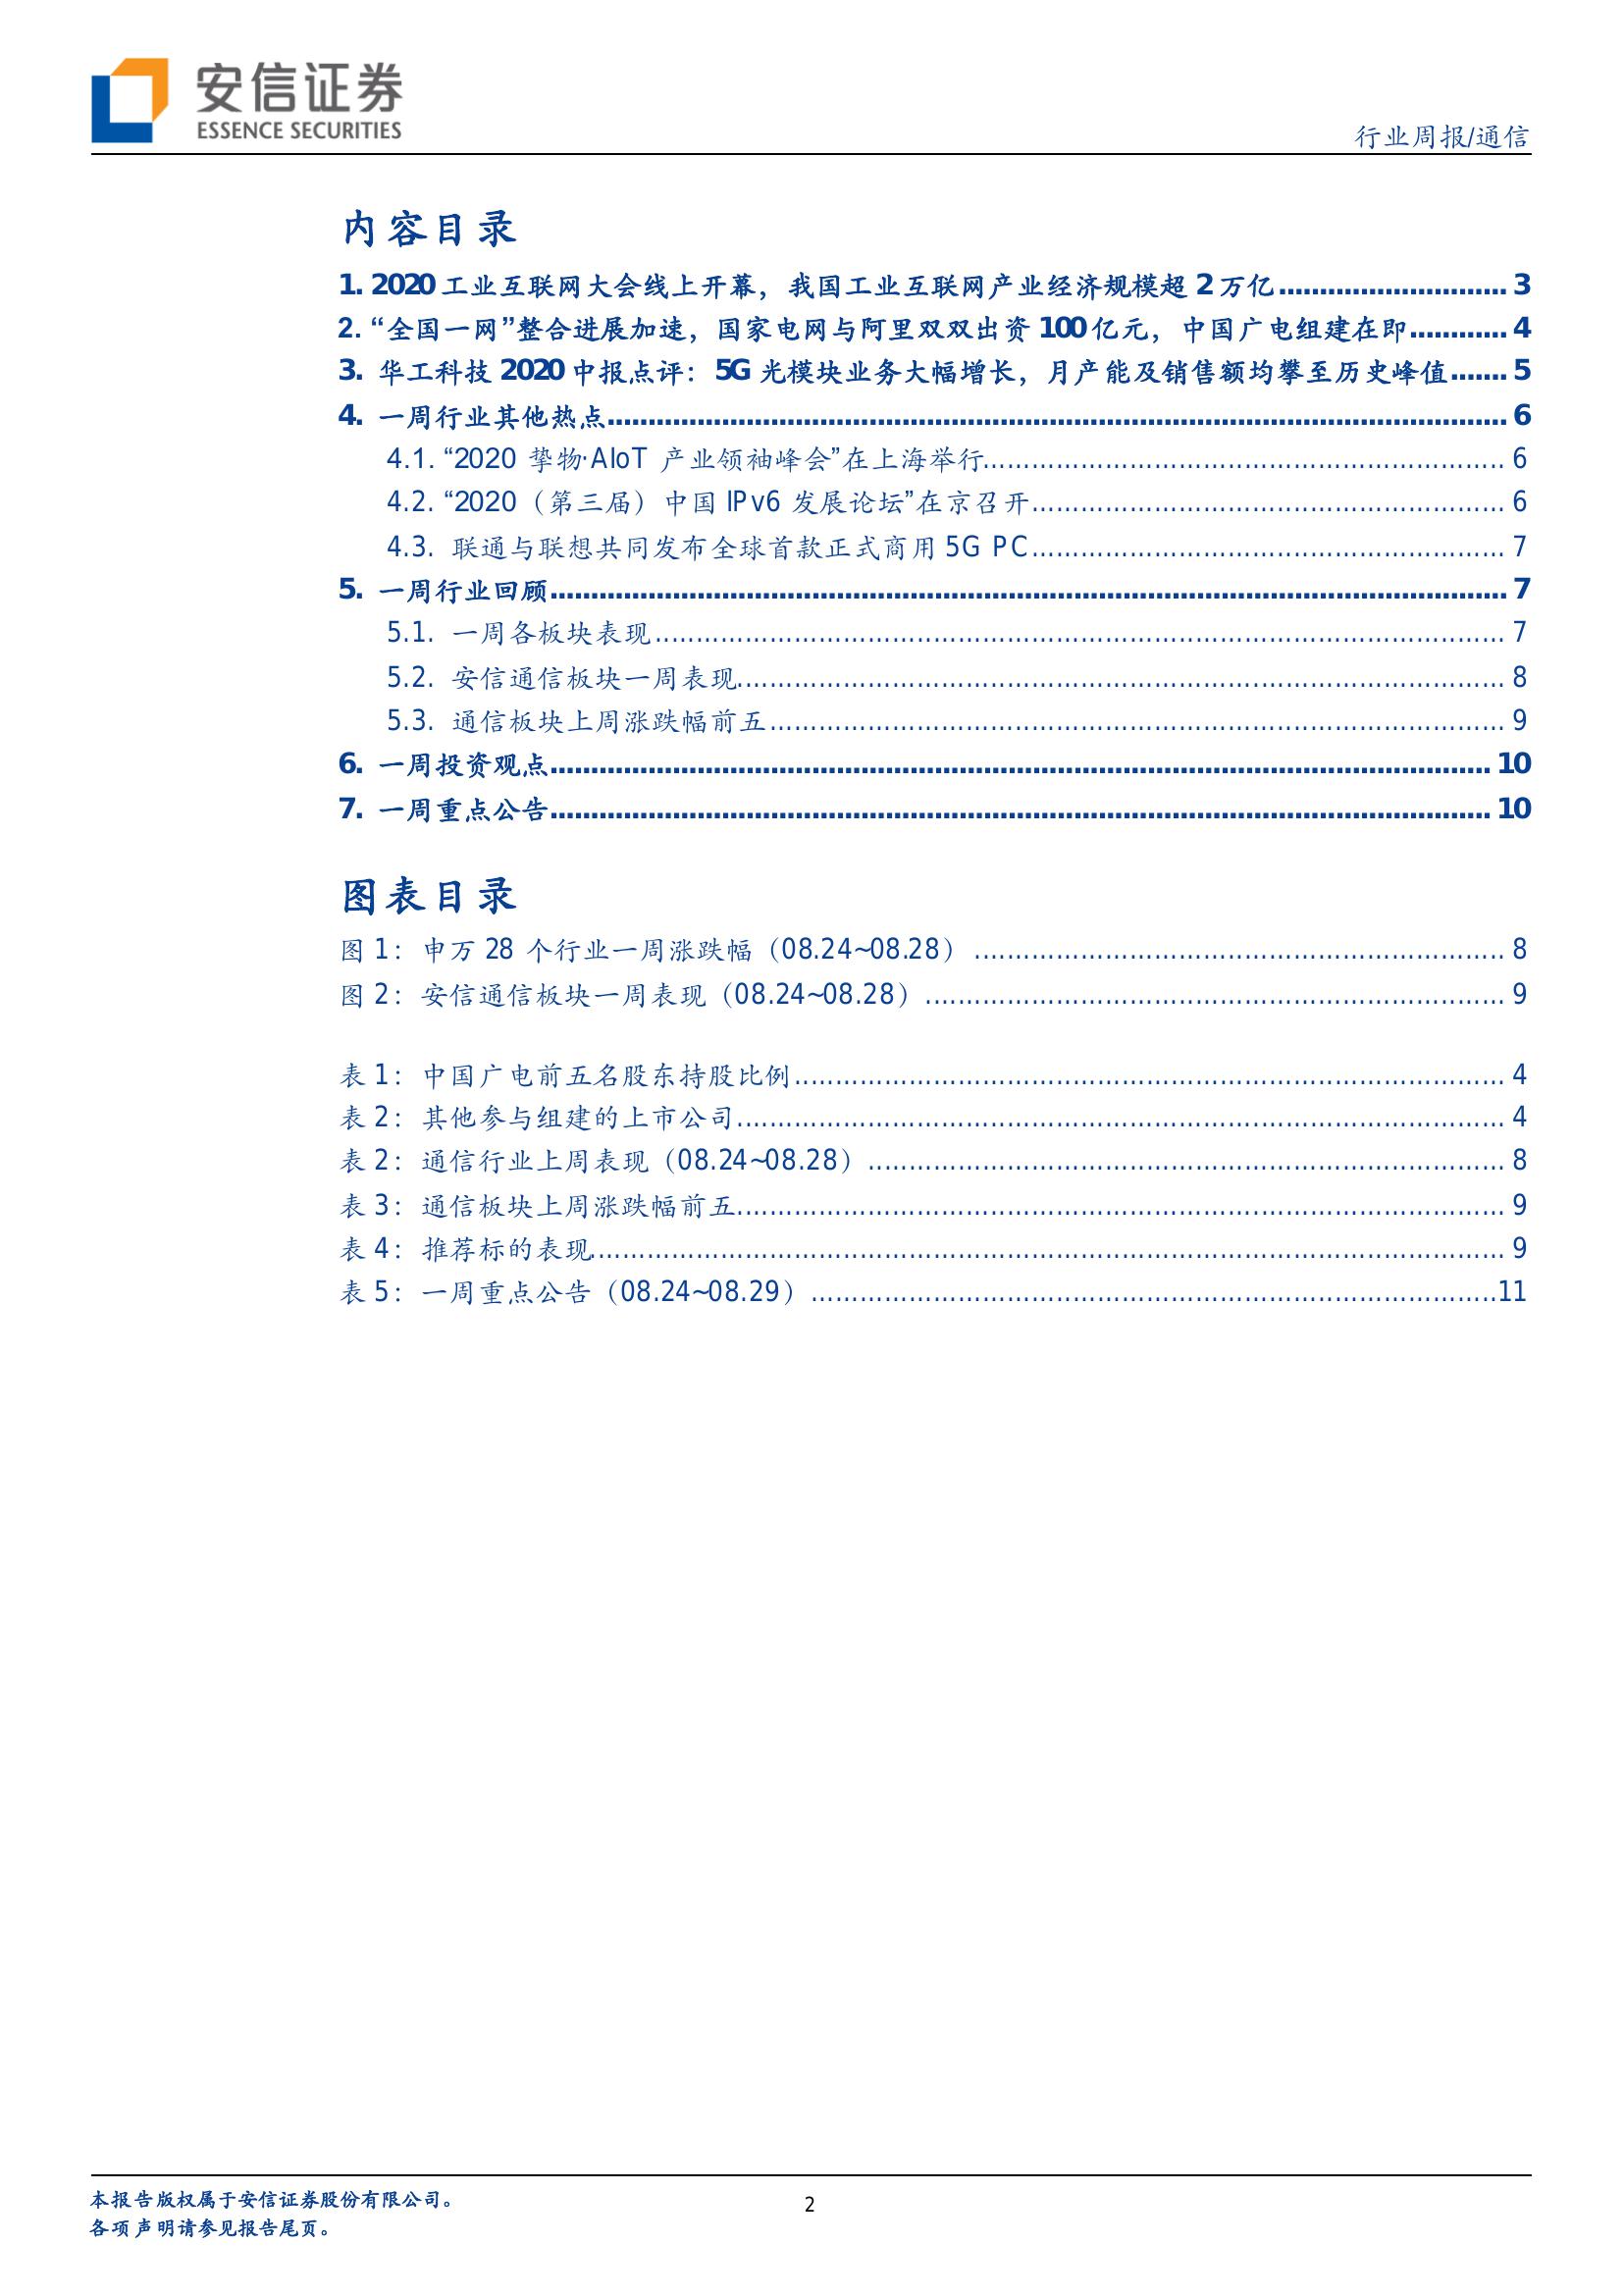 安信证券
ESSENCE SECURITIES
行业周报/通信
内容目录
1. 2020 工业互联网大会线上开幕，我国工业互联网产业经济规模超 2 万亿............................ 3
2. “全国一网”整合进展加速，国家电网与阿里双双出资 100 亿元，中国广电组建在即............ 4
3. 华工科技 2020 中报点评：5G 光模块业务大幅增长，月产能及销售额均攀至历史峰值....... 5
4. 一周行业其他热点.............................................................. 6
4.1. “2020 挚物·AIoT 产业领袖峰会”在上海举行.............................................................. 6
4.2. “2020（第三届）中国 IPv6 发展论坛”在京召开.............................................................. 6
4.3. 联通与联想共同发布全球首款正式商用 5G PC.............................................................. 7
5. 一周行业回顾.............................................................. 7
5.1. 一周各板块表现.............................................................. 7
5.2. 安信通信板块一周表现.............................................................. 8
5.3. 通信板块上周涨跌幅前五.............................................................. 9
6. 一周投资观点.............................................................. 10
7. 一周重点公告.............................................................. 10
图表目录
图 1：申万 28 个行业一周涨跌幅（08.24~08.28）.............................................................. 8
图 2：安信通信板块一周表现（08.24~08.28）.............................................................. 9
表 1：中国广电前五名股东持股比例.............................................................. 4
表 2：其他参与组建的上市公司.............................................................. 4
表 2：通信行业上周表现（08.24~08.28）.............................................................. 8
表 3：通信板块上周涨跌幅前五.............................................................. 9
表 4：推荐标的表现.............................................................. 9
表 5：一周重点公告（08.24~08.29）..............................................................11
本报告版权属于安信证券股份有限公司。
2
各项声明请参见报告尾页。